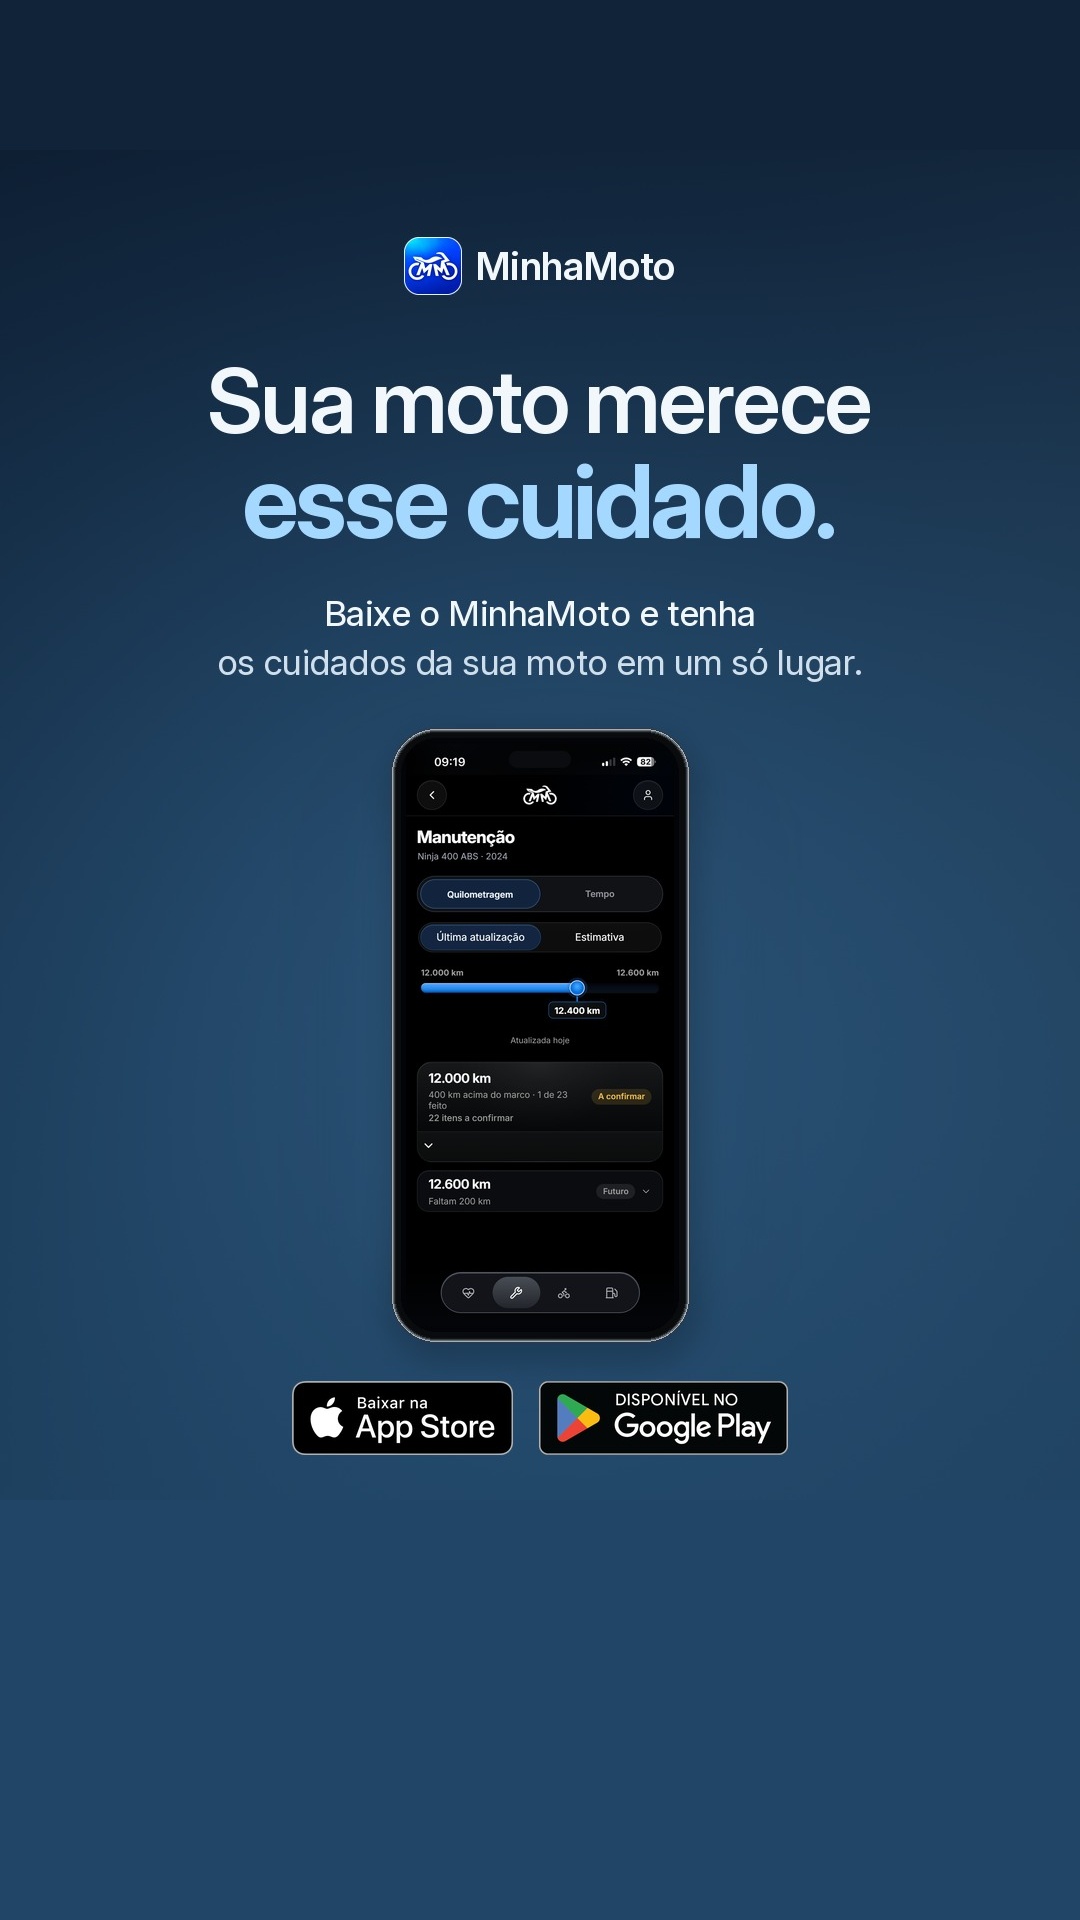 MinhaMoto
Sua moto merece
esse cuidado.
Baixe o MinhaMoto e tenha
os cuidados da sua moto em um só lugar.
09:19
82
MM
Manutenção
Ninja 400 ABS · 2024
Quilometragem
Tempo
Última atualização
Estimativa
12.000 km
12.600 km
12.400 km
Atualizada hoje
12.000 km
400 km acima do marco · 1 de 23
feito
22 itens a confirmar
A confirmar
12.600 km
Faltam 200 km
Futuro
Baixar na
App Store
DISPONÍVEL NO
Google Play